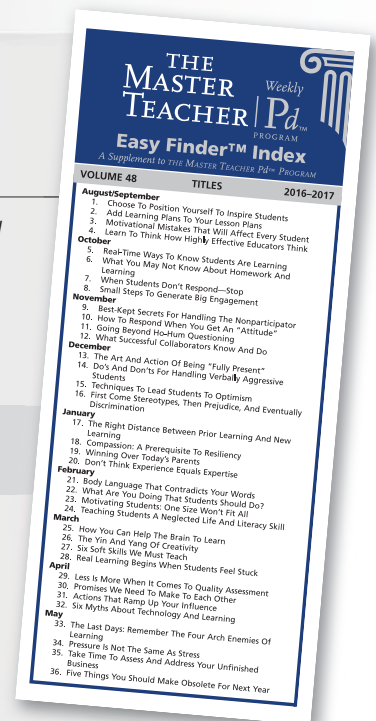 THE
MASTER
TEACHER
Weekly
Pd™
PROGRAM
Easy Finder™ Index
A Supplement to THE MASTER TEACHER Pd™ PROGRAM
VOLUME 48 TITLES 2016–2017
August/September
1. Choose To Position Yourself To Inspire Students
2. Add Learning Plans To Your Lesson Plans
3. Motivational Mistakes That Will Affect Every Student
4. Learn To Think How Highly Effective Educators Think
October
5. Real-Time Ways To Know Students Are Learning
6. What You May Not Know About Homework And
Learning
7. When Students Don't Respond—Stop
8. Small Steps To Generate Big Engagement
November
9. Best-Kept Secrets For Handling The Nonparticipator
10. How To Respond When You Get An "Attitude"
11. Going Beyond Ho-Hum Questioning
12. What Successful Collaborators Know And Do
December
13. The Art And Action Of Being "Fully Present"
14. Do's And Don'ts For Handling Verbally Aggressive
Students
15. Techniques To Lead Students To Optimism
16. First Come Stereotypes, Then Prejudice, And Eventually
Discrimination
January
17. The Right Distance Between Prior Learning And New
Learning
18. Compassion: A Prerequisite To Resiliency
19. Winning Over Today's Parents
20. Don't Think Experience Equals Expertise
February
21. Body Language That Contradicts Your Words
22. What Are You Doing That Students Should Do?
23. Motivating Students: One Size Won't Fit All
24. Teaching Students A Neglected Life And Literacy Skill
March
25. How You Can Help The Brain To Learn
26. The Yin And Yang Of Creativity
27. Six Soft Skills We Must Teach
28. Real Learning Begins When Students Feel Stuck
April
29. Less Is More When It Comes To Quality Assessment
30. Promises We Need To Make To Each Other
31. Actions That Ramp Up Your Influence
32. Six Myths About Technology And Learning
May
33. The Last Days: Remember The Four Arch Enemies Of
Learning
34. Pressure Is Not The Same As Stress
35. Take Time To Assess And Address Your Unfinished
Business
36. Five Things You Should Make Obsolete For Next Year